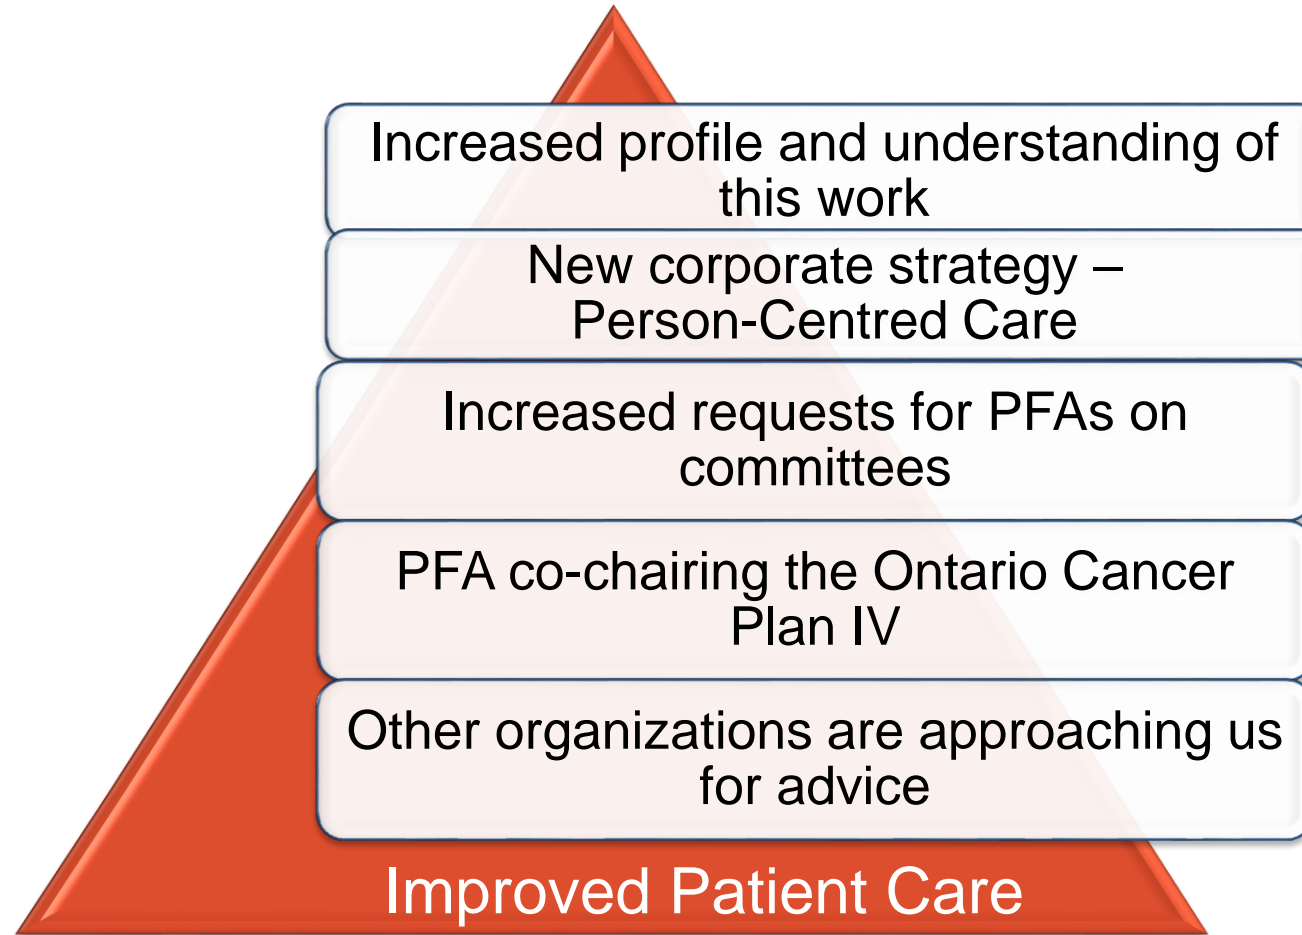 Increased profile and understanding of
this work
New corporate strategy –
Person-Centred Care
Increased requests for PFAs on
committees
PFA co-chairing the Ontario Cancer
Plan IV
Other organizations are approaching us
for advice
Improved Patient Care